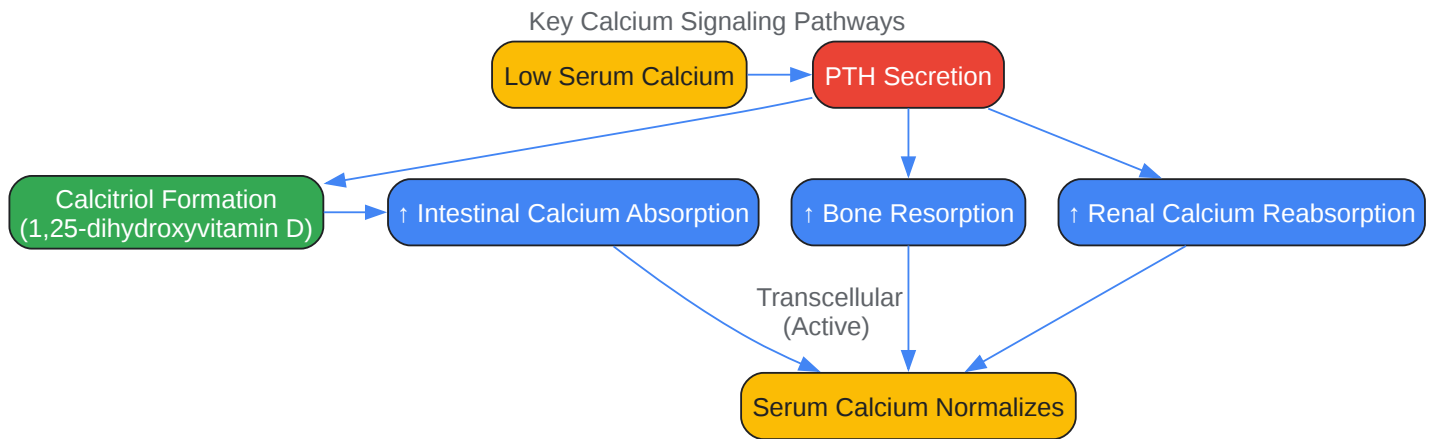 Key Calcium Signaling Pathways
Low Serum Calcium
PTH Secretion
Calcitriol Formation
(1,25-dihydroxyvitamin D)
↑ Intestinal Calcium Absorption
↑ Bone Resorption
↑ Renal Calcium Reabsorption
Transcellular
(Active)
Serum Calcium Normalizes